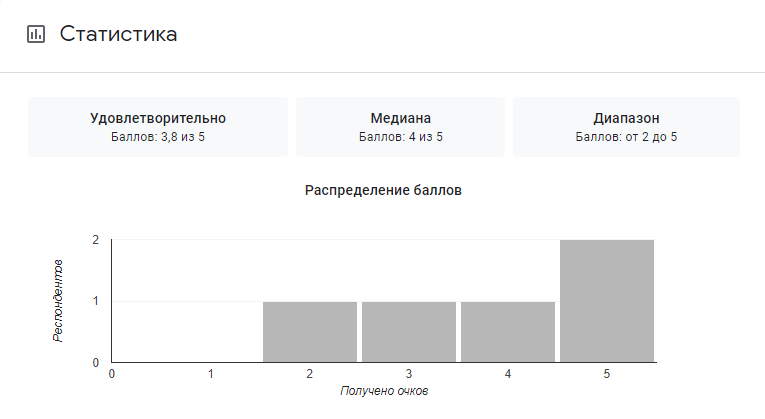 Статистика
Удовлетворительно
Баллов: 3,8 из 5
Медиана
Баллов: 4 из 5
Диапазон
Баллов: от 2 до 5
Распределение баллов
Респондентов
2
1
0
0 1 2 3 4 5
Получено очков